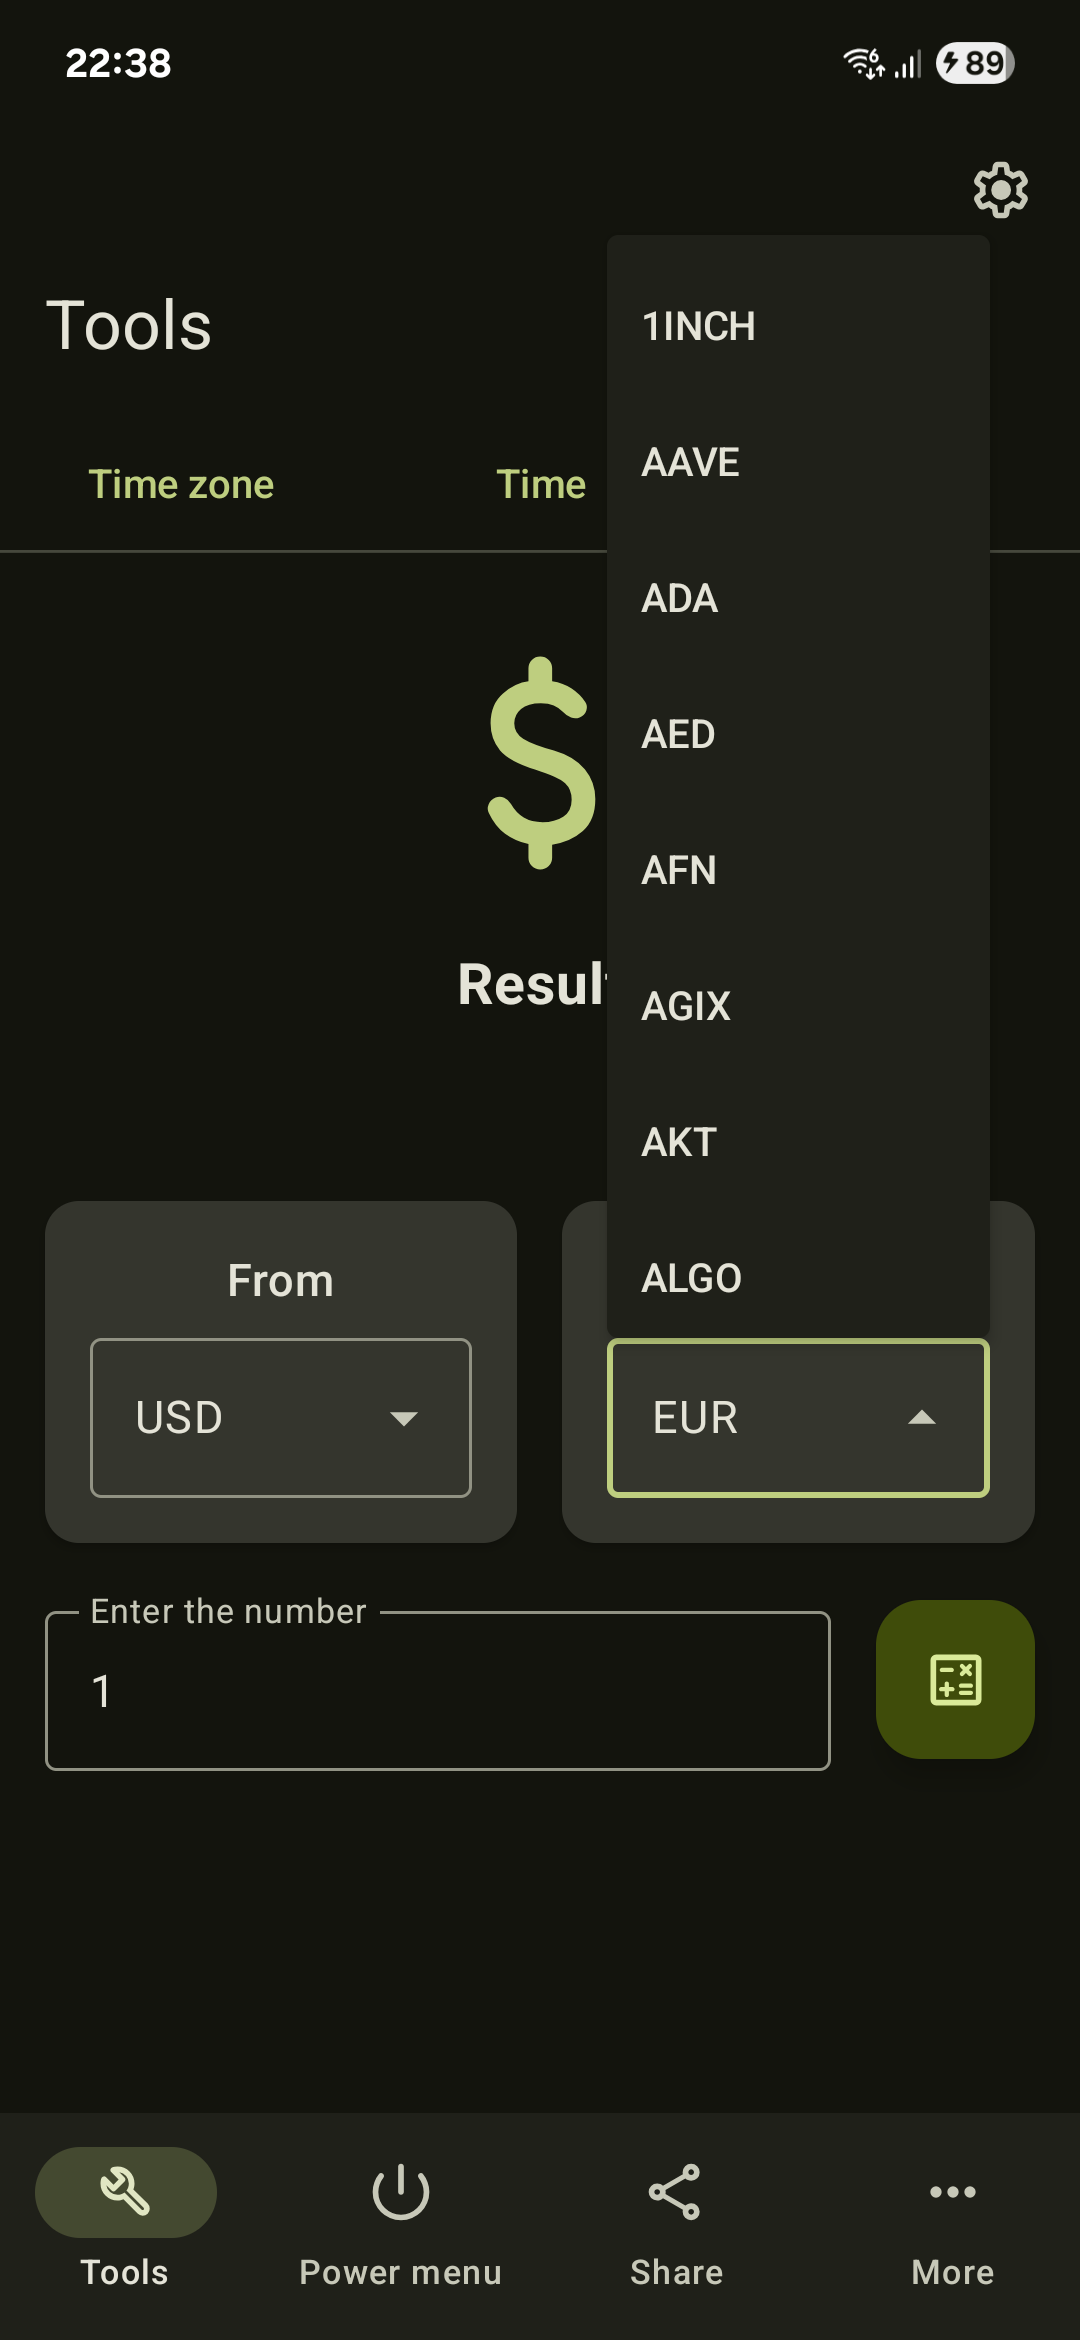 22:38
6
89
Tools
Time zone
Time
1INCH
AAVE
ADA
AED
AFN
AGIX
AKT
ALGO
$
From
USD
EUR
Enter the number
1
Tools
Power menu
Share
More